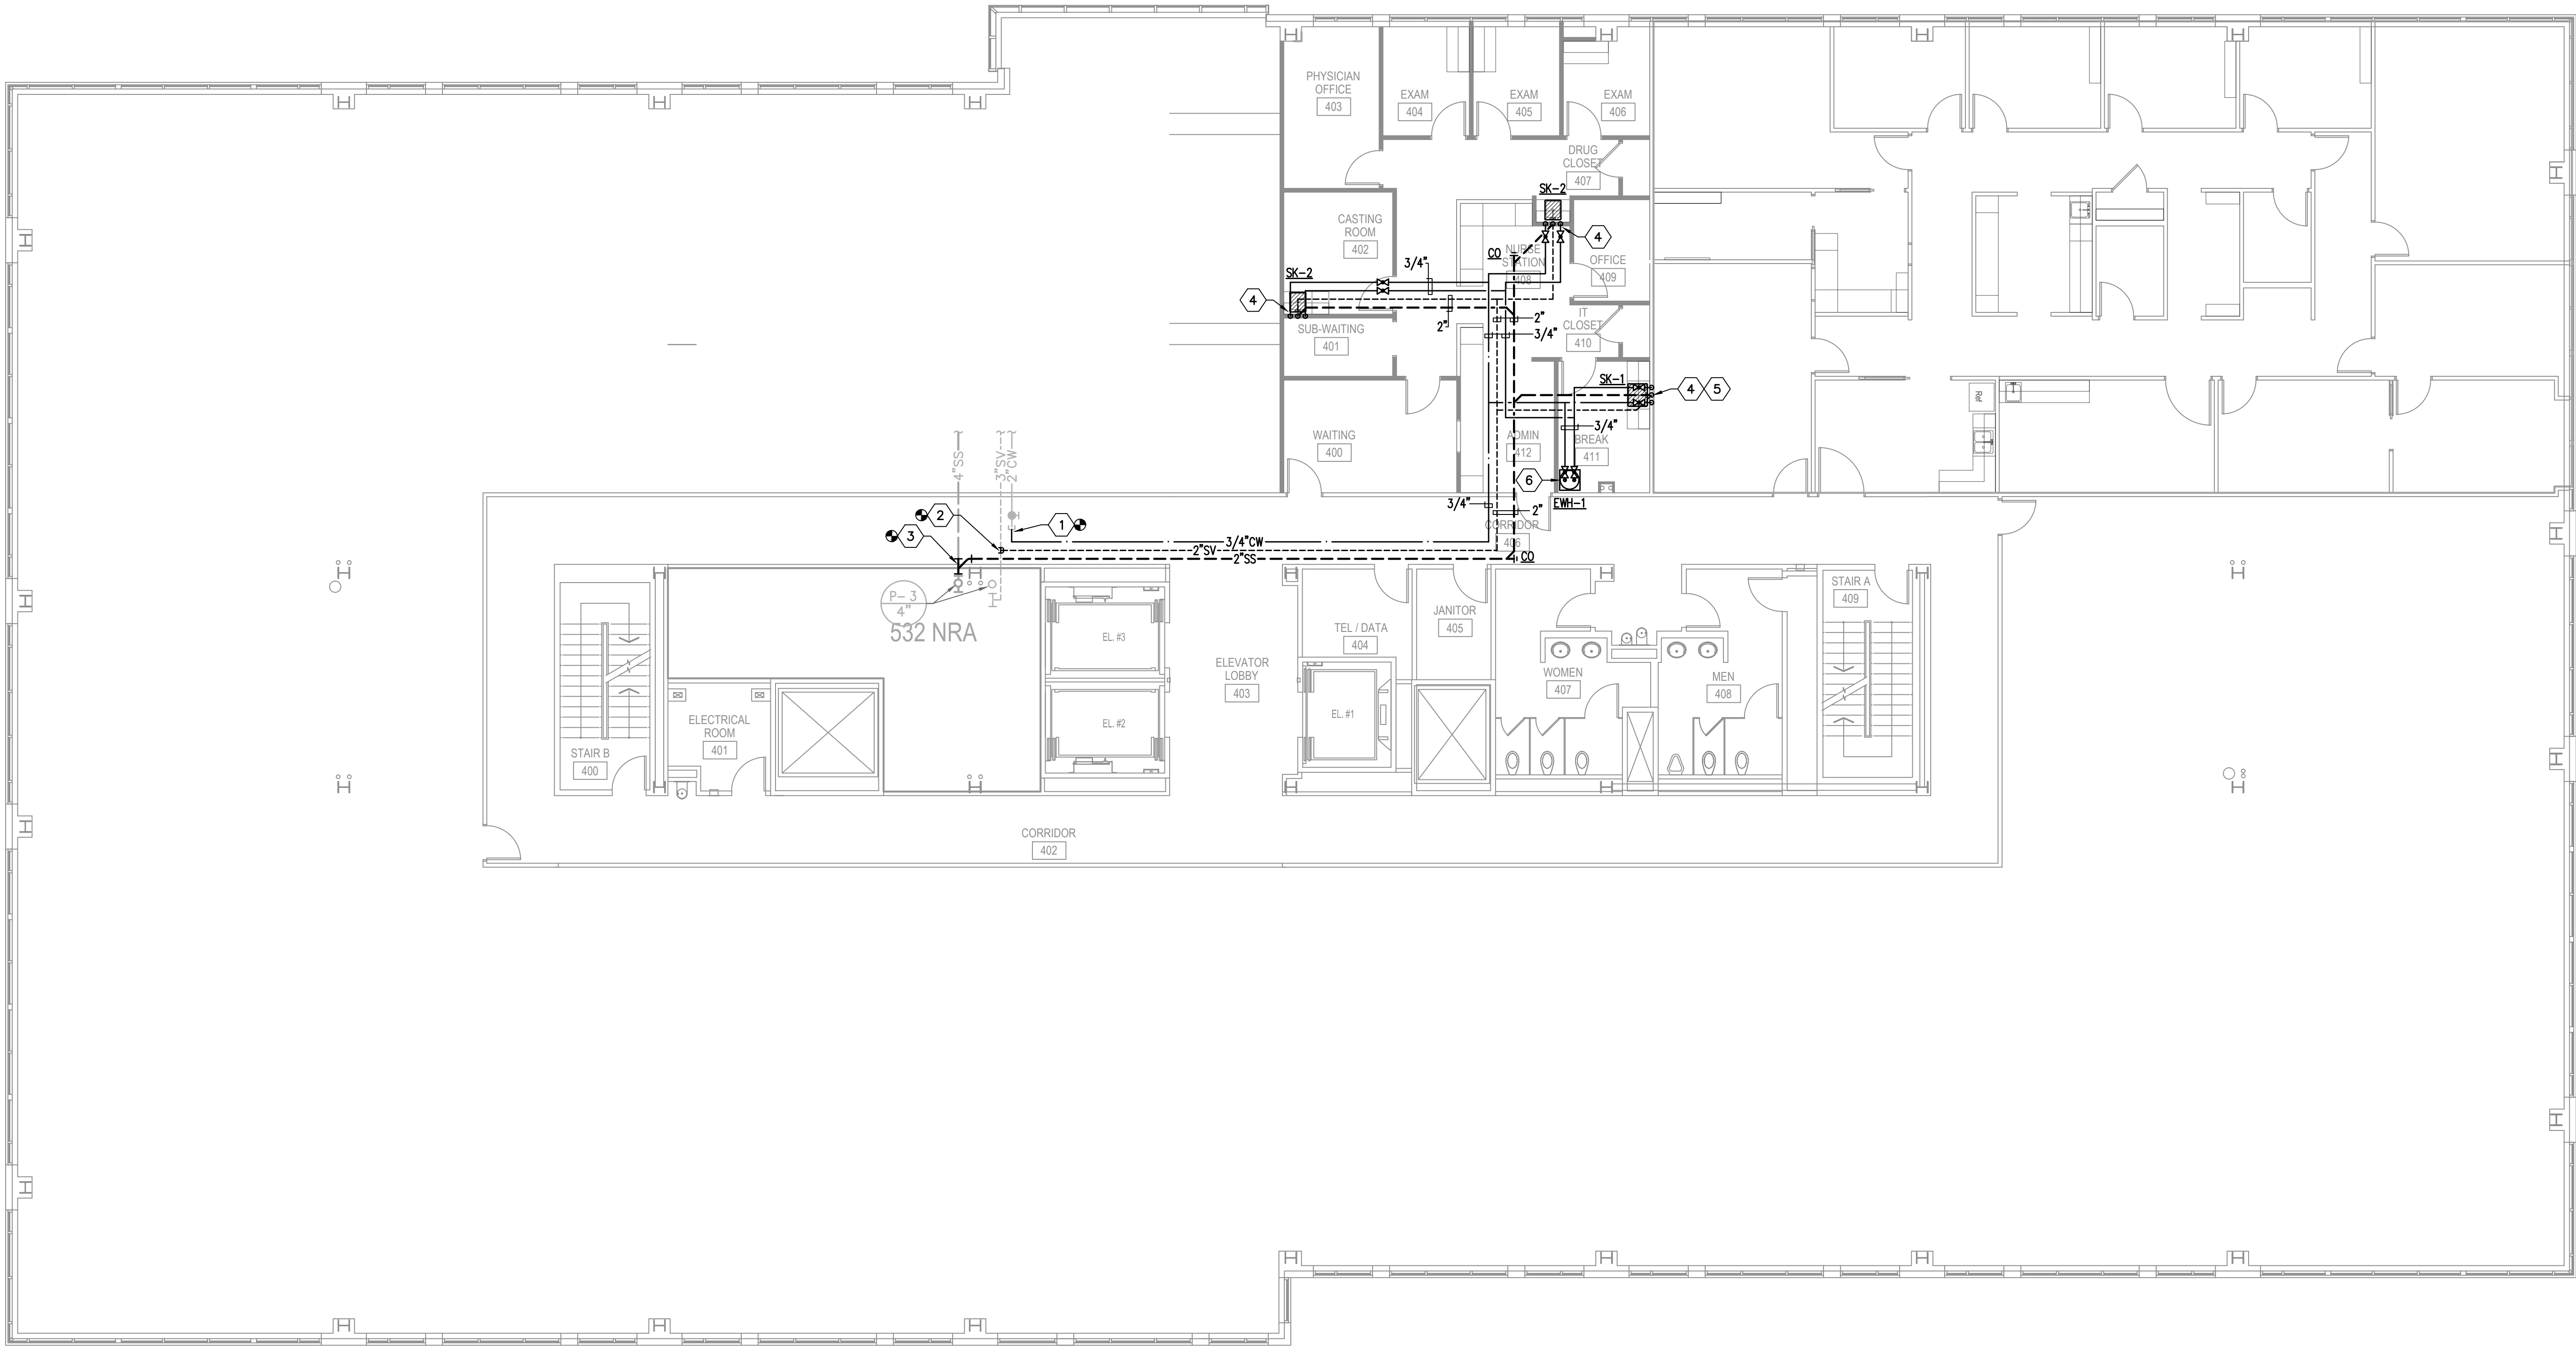 PHYSICIAN
OFFICE
403
EXAM
404
EXAM
405
EXAM
406
DRUG
CLOSET
407
SK-2
CASTING
ROOM
402
4
NURSE
STATION
408
CO
OFFICE
409
3/4"
SK-2
4
2"
2"
3/4"
IT
CLOSET
410
SUB-WAITING
401
SK-1
4
5
Ref
WAITING
400
ADMIN
412
3/4"
BREAK
411
6
EWH-1
4"SS
3"SV
2"CW
3/4"
2"
CORRIDOR
406
2
1
3
3/4"CW
2"SV
2"SS
CO
P- 3
4"
532 NRA
STAIR A
409
JANITOR
405
TEL / DATA
404
EL. #3
ELEVATOR
LOBBY
403
WOMEN
407
MEN
408
EL. #1
EL. #2
ELECTRICAL
ROOM
401
STAIR B
400
CORRIDOR
402